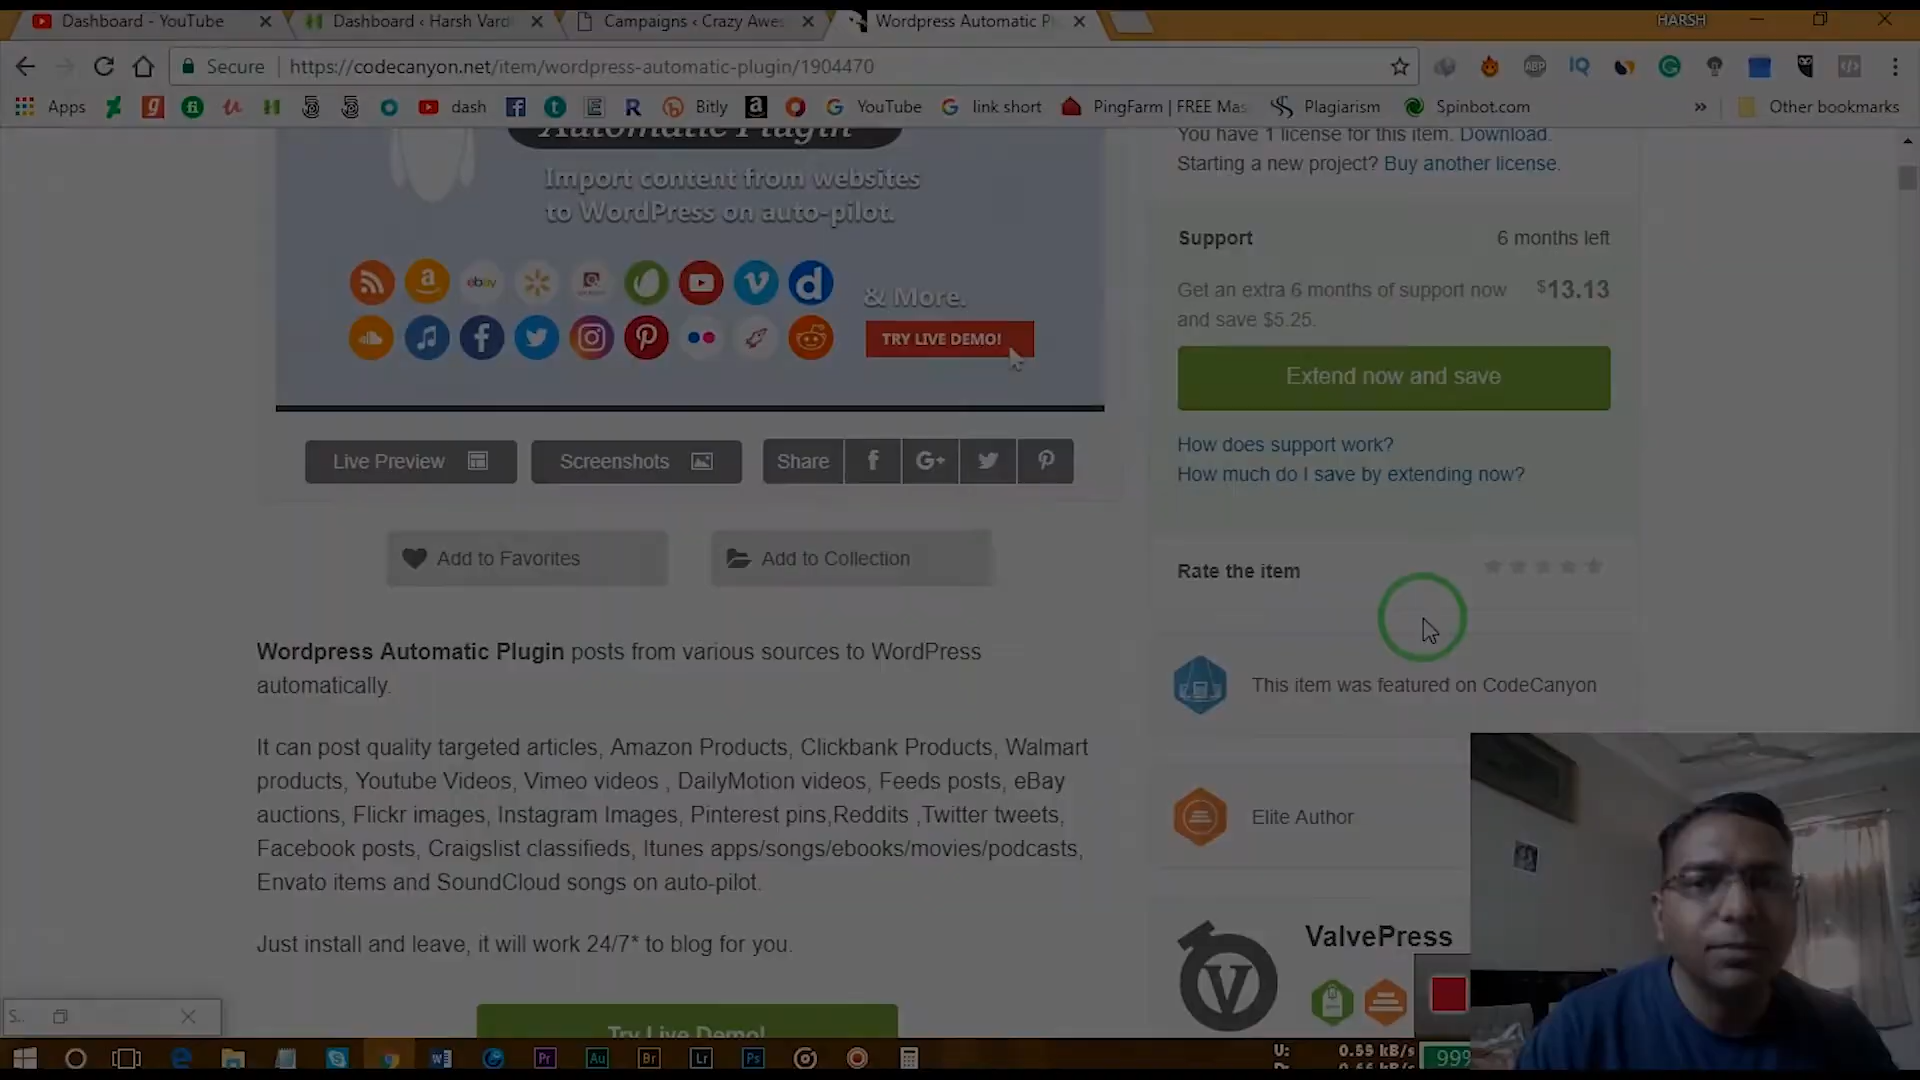 Dashboard - YouTube
Dashboard ‹ Harsh Vard
Campaigns ‹ Crazy Awes
Wordpress Automatic P
HARSH
Secure
https://codecanyon.net/item/wordpress-automatic-plugin/1904470
Apps
dash
Bitly
YouTube
link short
PingFarm | FREE Mas
Plagiarism
Spinbot.com
»
Other bookmarks
Automatic Plugin
Import content from websites
to WordPress on auto-pilot.
ebay
& More.
TRY LIVE DEMO!
You have 1 license for this item. Download.
Starting a new project? Buy another license.
Support
6 months left
Get an extra 6 months of support now
and save $5.25.
$13.13
Extend now and save
How does support work?
How much do I save by extending now?
Live Preview
Screenshots
Share
Add to Favorites
Add to Collection
Rate the item
Wordpress Automatic Plugin posts from various sources to WordPress
automatically.
This item was featured on CodeCanyon
It can post quality targeted articles, Amazon Products, Clickbank Products, Walmart
products, Youtube Videos, Vimeo videos , DailyMotion videos, Feeds posts, eBay
auctions, Flickr images, Instagram Images, Pinterest pins,Reddits ,Twitter tweets,
Facebook posts, Craigslist classifieds, Itunes apps/songs/ebooks/movies/podcasts,
Envato items and SoundCloud songs on auto-pilot.
Elite Author
Just install and leave, it will work 24/7* to blog for you.
ValvePress
Try Live Demo!
S..
U: 0.55 kB/s
D: 0.66 kB/s
99%